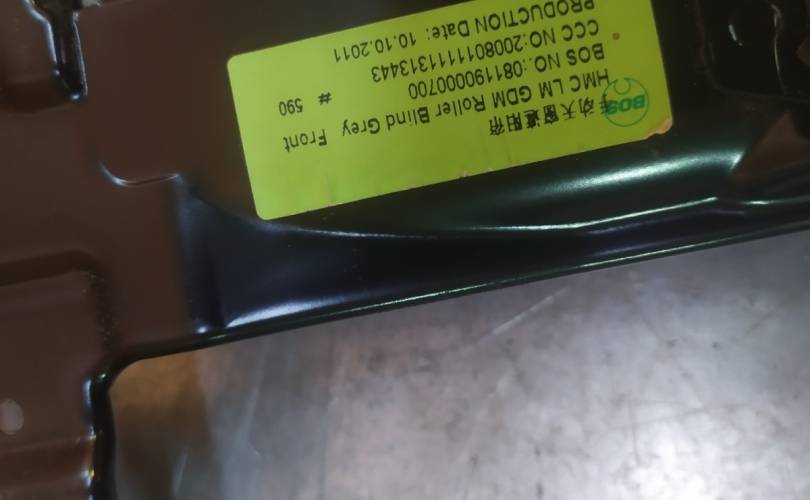 手动天窗遮阳帘
HMC LM GDM Roller Blind Grey Front
BOS NO.:081190000700
CCC NO:2008011111313443 # 590
PRODUCTION Date: 10.10.2011
BOS